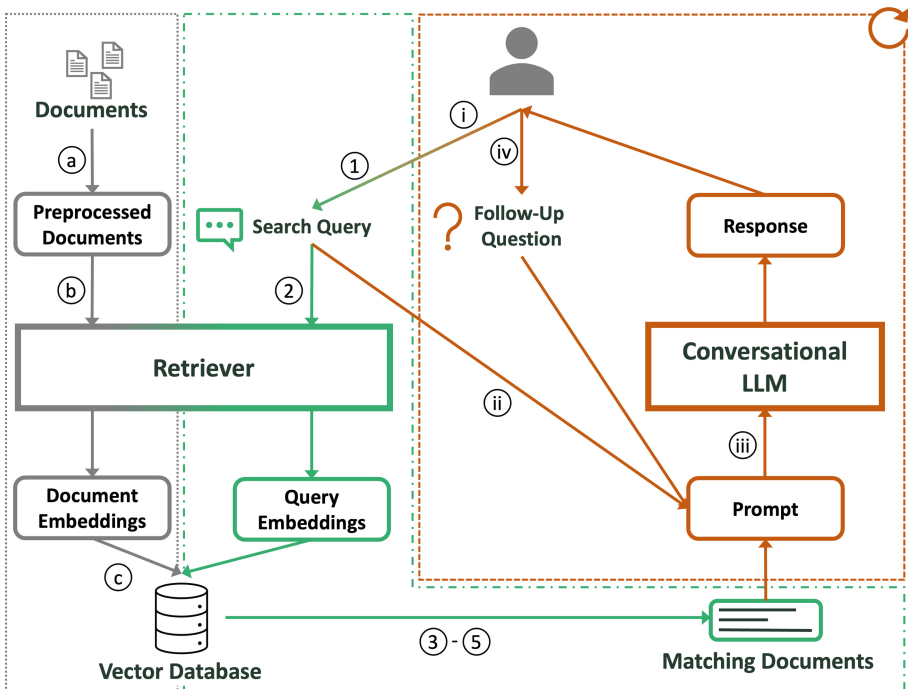 Documents
a
Preprocessed
Documents
b
Retriever
Document
Embeddings
c
Vector Database
i
1
Search Query
2
Query
Embeddings
3 - 5
iv
Follow-Up
Question
ii
Response
Conversational
LLM
iii
Prompt
Matching Documents